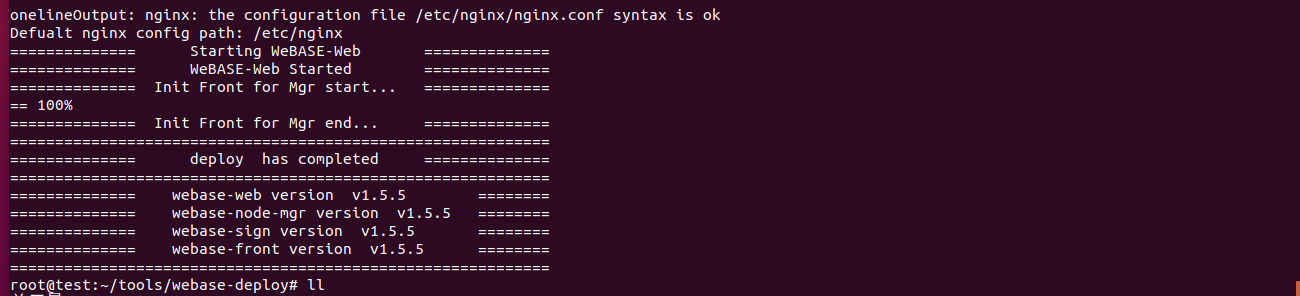 onelineOutput: nginx: the configuration file /etc/nginx/nginx.conf syntax is ok
Defualt nginx config path: /etc/nginx
==============      Starting WeBASE-Web       ==============
==============      WeBASE-Web Started        ==============
==============  Init Front for Mgr start...   ==============
== 100%
==============  Init Front for Mgr end...     ==============
============================================================
==============      deploy  has completed     ==============
============================================================
==============    webase-web version  v1.5.5        ========
==============    webase-node-mgr version  v1.5.5   ========
==============    webase-sign version  v1.5.5       ========
==============    webase-front version  v1.5.5      ========
============================================================
root@test:~/tools/webase-deploy# ll